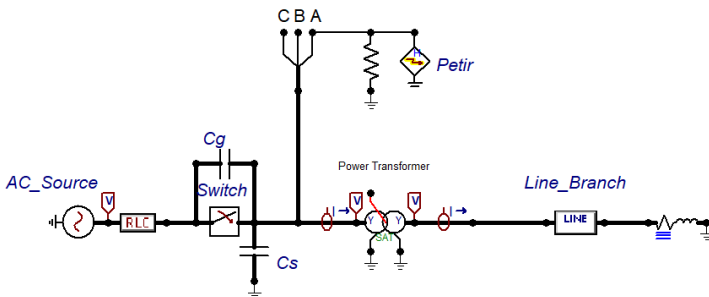 C B A
H
Petir
Cg
Power Transformer
AC_Source
Switch
Line_Branch
V
V
I
V
I
RLC
Y
Y
LINE
SAT
Cs